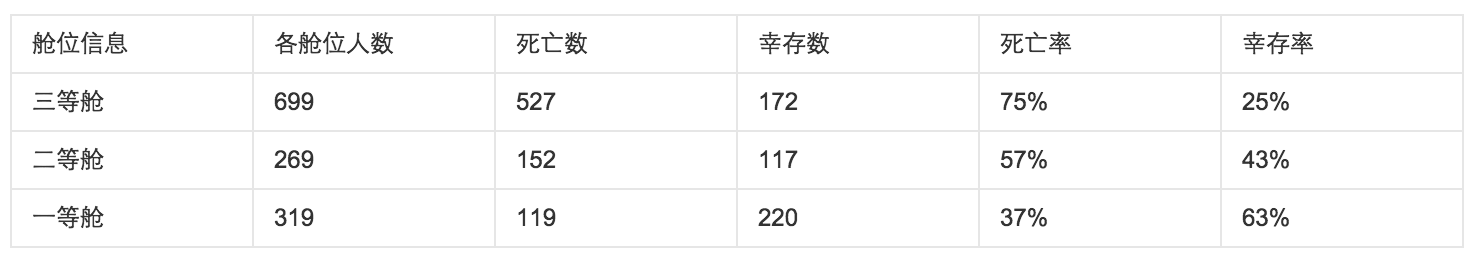 舱位信息 各舱位人数 死亡数 幸存数 死亡率 幸存率
三等舱 699 527 172 75% 25%
二等舱 269 152 117 57% 43%
一等舱 319 119 220 37% 63%